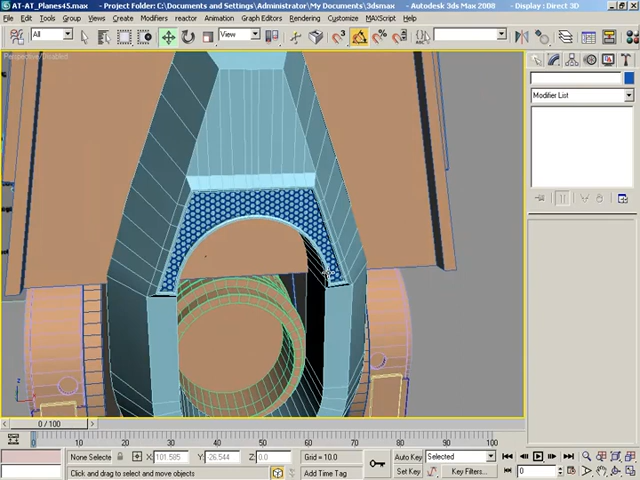 AT-AT_Planes45.max - Project Folder: C:\Documents and Settings\Administrator\My Documents\3dsmax - Autodesk 3ds Max 2008 - Display : Direct 3D
File Edit Tools Group Views Create Modifiers reactor Animation Graph Editors Rendering Customize MAXScript Help
All View
Perspective/Disabled
Modifier List
0 / 100
0 10 20 30 40 50 60 70 80 90 100
None Selecte X: 101.585 Y: -26.544 Z: 0.0 Grid = 10.0 Auto Key Selected
Click and drag to select and move objects Add Time Tag Set Key Key Filters... 0